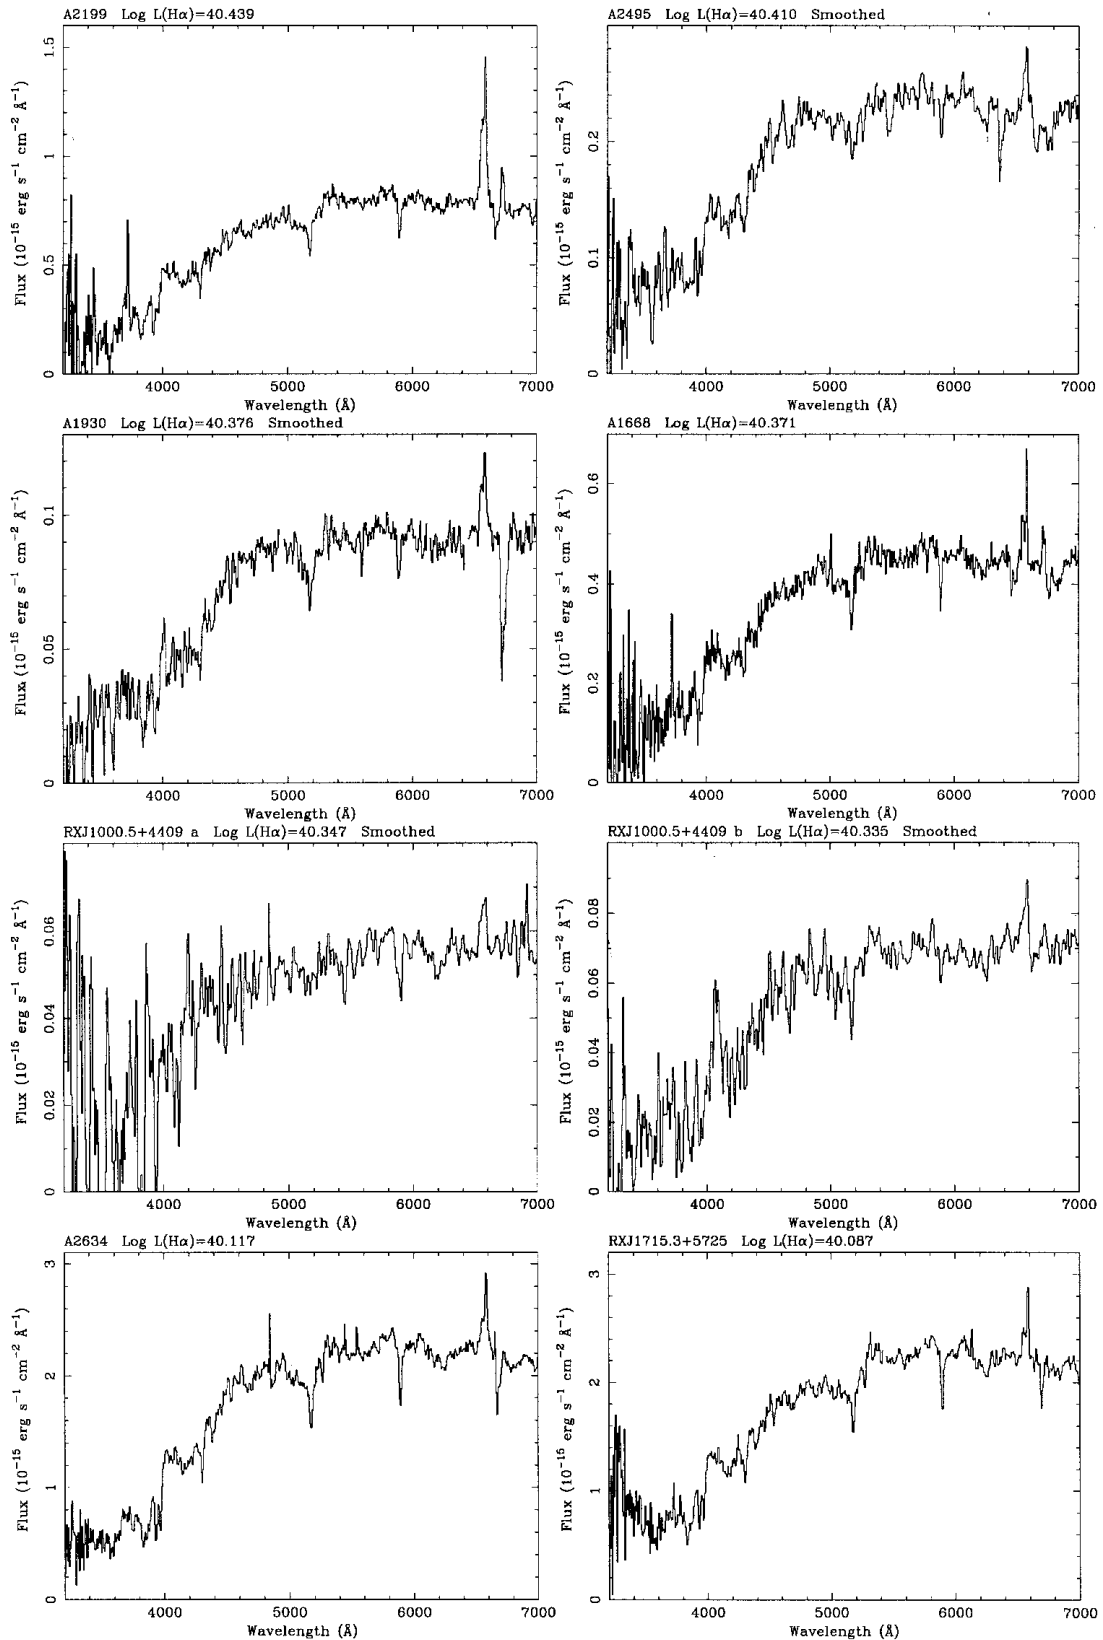 A2199 Log L(Hα)=40.439
A2495 Log L(Hα)=40.410 Smoothed
Flux (10⁻¹⁵ erg s⁻¹ cm⁻² Å⁻¹)
0 0.5 1 1.5
4000 5000 6000 7000
Wavelength (Å)
Flux (10⁻¹⁵ erg s⁻¹ cm⁻² Å⁻¹)
0 0.1 0.2
4000 5000 6000 7000
Wavelength (Å)
A1930 Log L(Hα)=40.376 Smoothed
A1668 Log L(Hα)=40.371
Flux (10⁻¹⁵ erg s⁻¹ cm⁻² Å⁻¹)
0 0.05 0.1
4000 5000 6000 7000
Wavelength (Å)
Flux (10⁻¹⁵ erg s⁻¹ cm⁻² Å⁻¹)
0 0.2 0.4 0.6
4000 5000 6000 7000
Wavelength (Å)
RXJ1000.5+4409 a Log L(Hα)=40.347 Smoothed
RXJ1000.5+4409 b Log L(Hα)=40.335 Smoothed
Flux (10⁻¹⁵ erg s⁻¹ cm⁻² Å⁻¹)
0 0.02 0.04 0.06
4000 5000 6000 7000
Wavelength (Å)
Flux (10⁻¹⁵ erg s⁻¹ cm⁻² Å⁻¹)
0 0.02 0.04 0.06 0.08
4000 5000 6000 7000
Wavelength (Å)
A2634 Log L(Hα)=40.117
RXJ1715.3+5725 Log L(Hα)=40.087
Flux (10⁻¹⁵ erg s⁻¹ cm⁻² Å⁻¹)
0 1 2 3
4000 5000 6000 7000
Wavelength (Å)
Flux (10⁻¹⁵ erg s⁻¹ cm⁻² Å⁻¹)
0 1 2 3
4000 5000 6000 7000
Wavelength (Å)